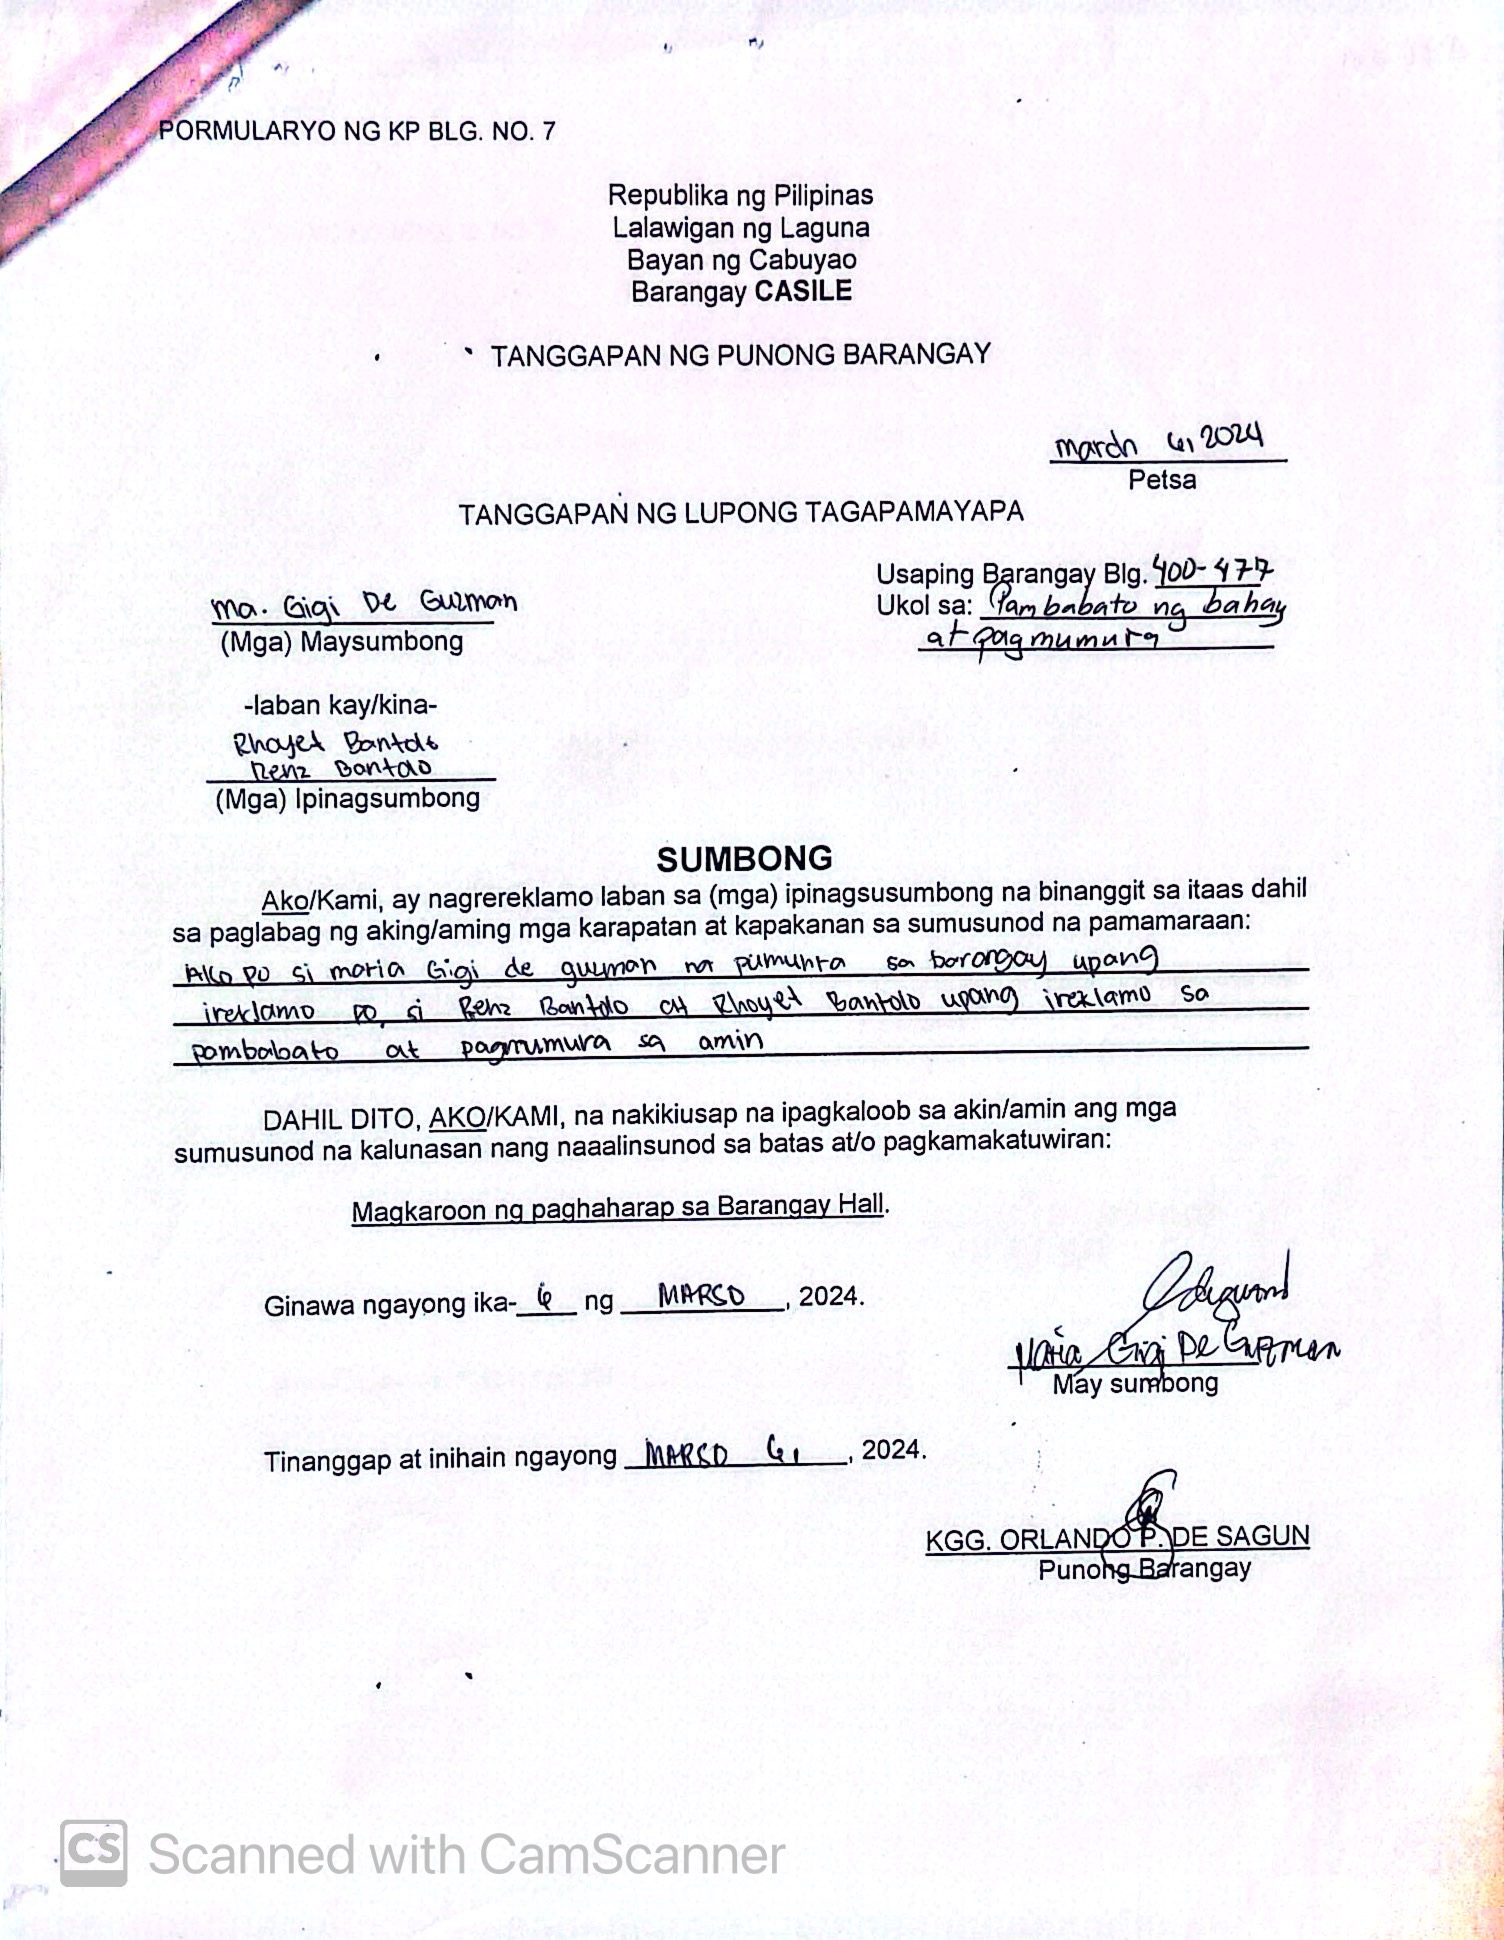 PORMULARYO NG KP BLG. NO. 7
Republika ng Pilipinas
Lalawigan ng Laguna
Bayan ng Cabuyao
Barangay CASILE
TANGGAPAN NG PUNONG BARANGAY
march 6, 2024
Petsa
TANGGAPAN NG LUPONG TAGAPAMAYAPA
Usaping Barangay Blg. 400-477
Ukol sa: Pambabato ng bahay
at pagmumura
Ma. Gigi De Guzman
(Mga) Maysumbong
-laban kay/kina-
Rhoyet Bantolo
Renz Bantolo
(Mga) Ipinagsumbong
SUMBONG
Ako/Kami, ay nagrereklamo laban sa (mga) ipinagsusumbong na binanggit sa itaas dahil
sa paglabag ng aking/aming mga karapatan at kapakanan sa sumusunod na pamamaraan:
Ako po si maria Gigi de guzman na pumunta sa barangay upang
ireklamo po si Renz Bantolo at Rhoyet Bantolo upang ireklamo sa
pambabato at pagmumura sa amin
DAHIL DITO, AKO/KAMI, na nakikiusap na ipagkaloob sa akin/amin ang mga
sumusunod na kalunasan nang naaalinsunod sa batas at/o pagkamakatuwiran:
Magkaroon ng paghaharap sa Barangay Hall.
Ginawa ngayong ika-6 ng MARSO, 2024.
Maria Gigi De Guzman
May sumbong
Tinanggap at inihain ngayong MARSO 6, , 2024.
KGG. ORLANDO P. DE SAGUN
Punong Barangay
CS Scanned with CamScanner